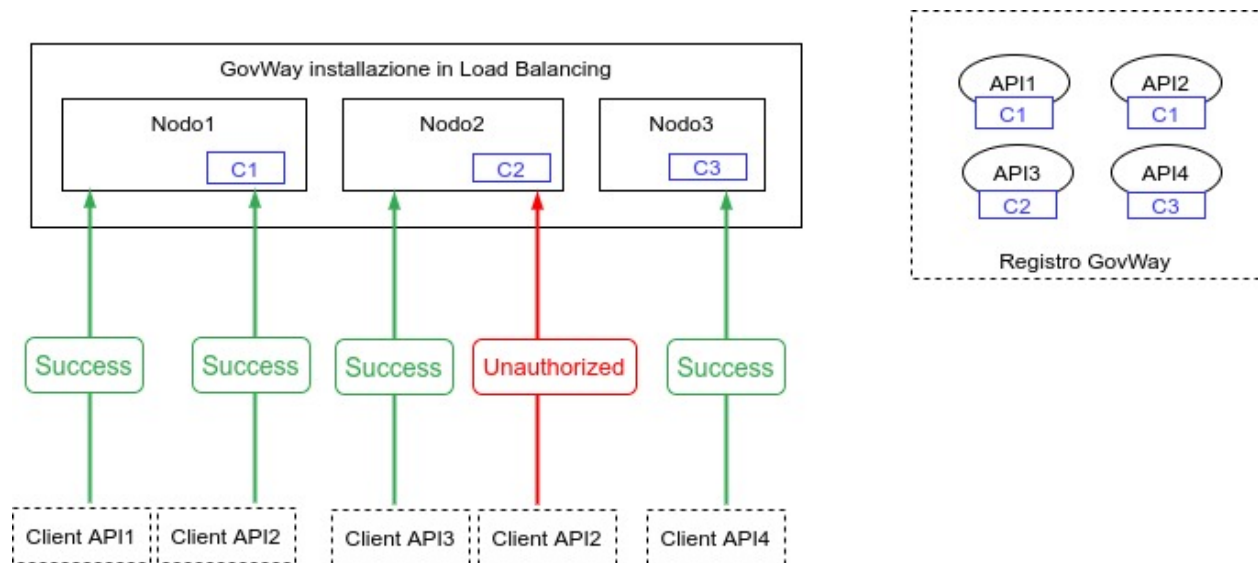 GovWay installazione in Load Balancing
Nodo1
C1
Nodo2
C2
Nodo3
C3
Success
Success
Success
Unauthorized
Success
Client API1
Client API2
Client API3
Client API2
Client API4
API1
C1
API2
C1
API3
C2
API4
C3
Registro GovWay